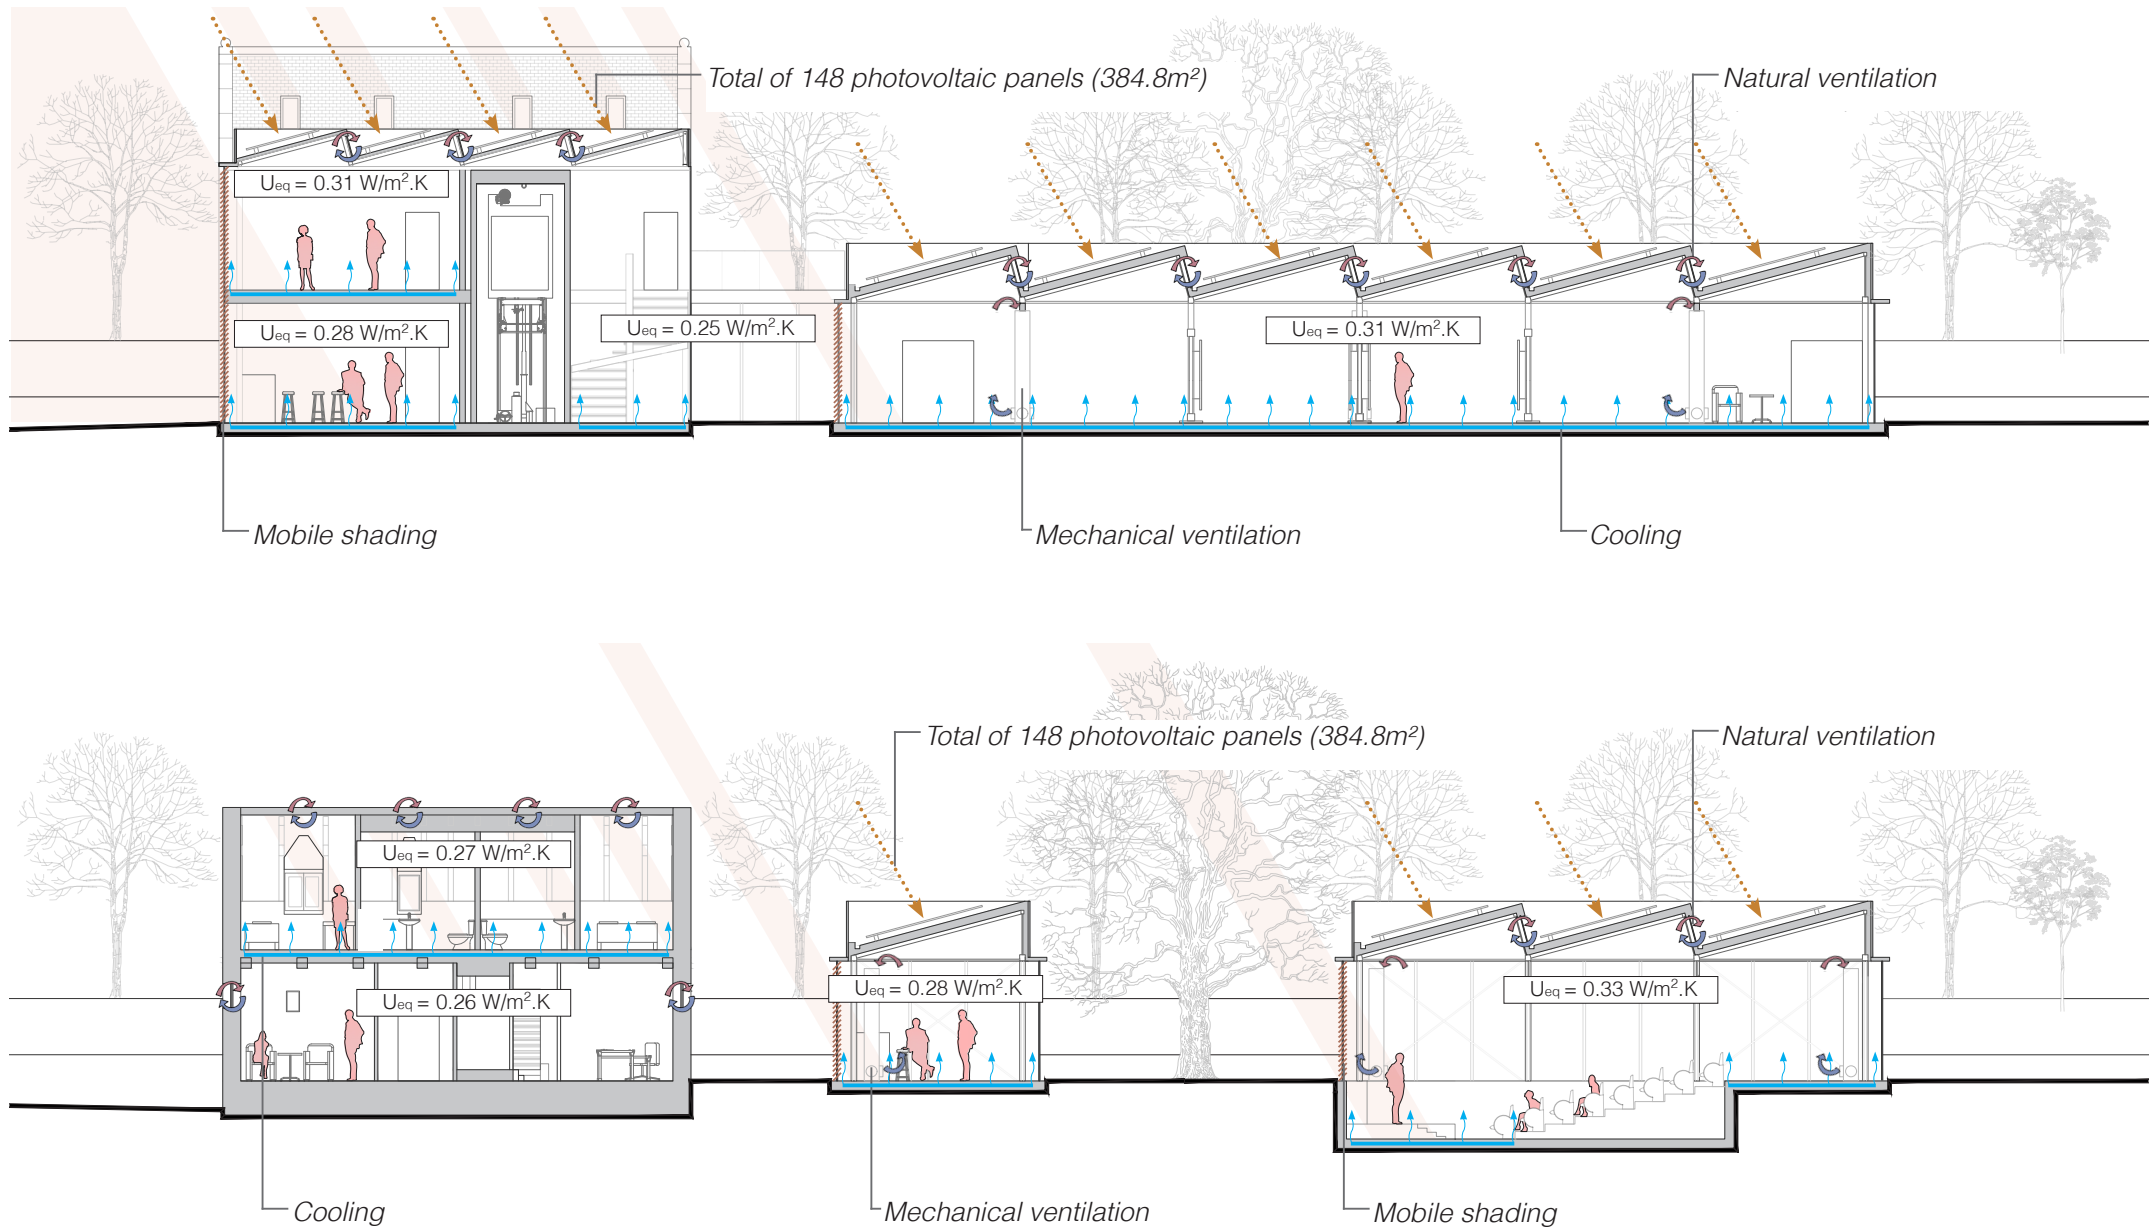 Total of 148 photovoltaic panels (384.8m²)
Natural ventilation
Ueq = 0.31 W/m².K
Ueq = 0.28 W/m².K
Ueq = 0.25 W/m².K
Ueq = 0.31 W/m².K
Mobile shading
Mechanical ventilation
Cooling
Total of 148 photovoltaic panels (384.8m²)
Natural ventilation
Ueq = 0.27 W/m².K
Ueq = 0.26 W/m².K
Ueq = 0.28 W/m².K
Ueq = 0.33 W/m².K
Cooling
Mechanical ventilation
Mobile shading